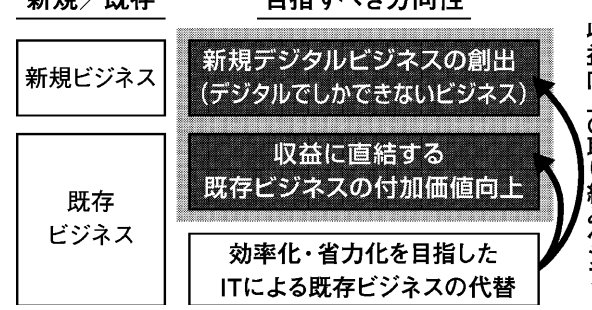 新規／既存
目指すべき方向性
新規ビジネス
新規デジタルビジネスの創出
（デジタルでしかできないビジネス）
既存
ビジネス
収益に直結する
既存ビジネスの付加価値向上
効率化・省力化を目指した
ITによる既存ビジネスの代替